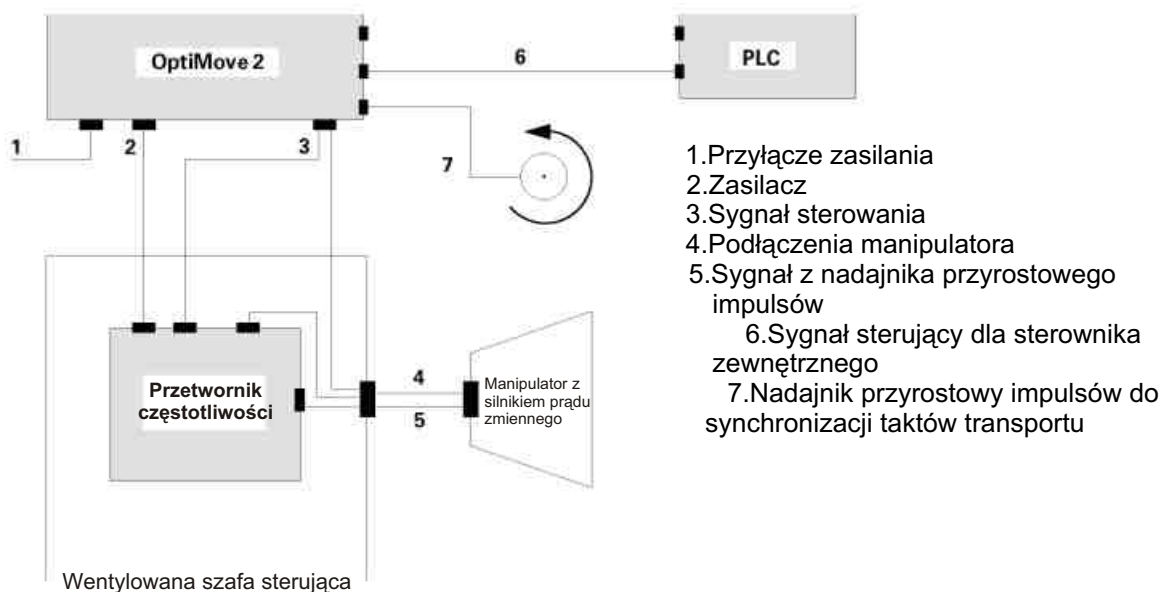 OptiMove 2
6
PLC
1
2
3
7
1.Przyłącze zasilania
2.Zasilacz
3.Sygnał sterowania
4.Podłączenia manipulatora
5.Sygnał z nadajnika przyrostowego
impulsów
6.Sygnał sterujący dla sterownika
zewnętrznego
7.Nadajnik przyrostowy impulsów do
synchronizacji taktów transportu
Przetwornik
częstotliwości
4
5
Manipulator z
silnikiem prądu
zmiennego
Wentylowana szafa sterująca